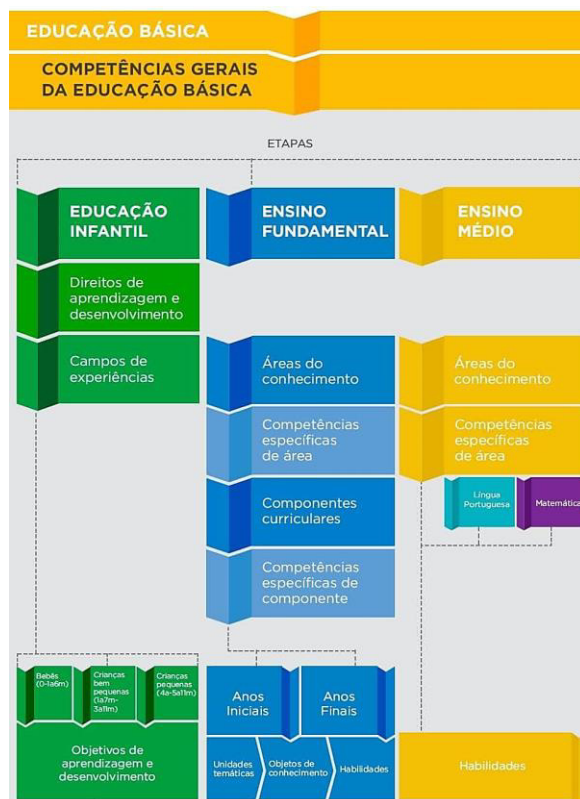 EDUCAÇÃO BÁSICA
COMPETÊNCIAS GERAIS
DA EDUCAÇÃO BÁSICA
ETAPAS
EDUCAÇÃO
INFANTIL
Direitos de
aprendizagem e
desenvolvimento
Campos de
experiências
Bebês
(0-1a6m)
Crianças
bem
pequenas
(1a7m-
3a11m)
Crianças
pequenas
(4a-5a11m)
Objetivos de
aprendizagem e
desenvolvimento
ENSINO
FUNDAMENTAL
Áreas do
conhecimento
Competências
específicas
de área
Componentes
curriculares
Competências
específicas de
componente
Anos
Iniciais
Anos
Finais
Unidades
temáticas
Objetos de
conhecimento
Habilidades
ENSINO
MÉDIO
Áreas do
conhecimento
Competências
específicas
de área
Língua
Portuguesa
Matemática
Habilidades